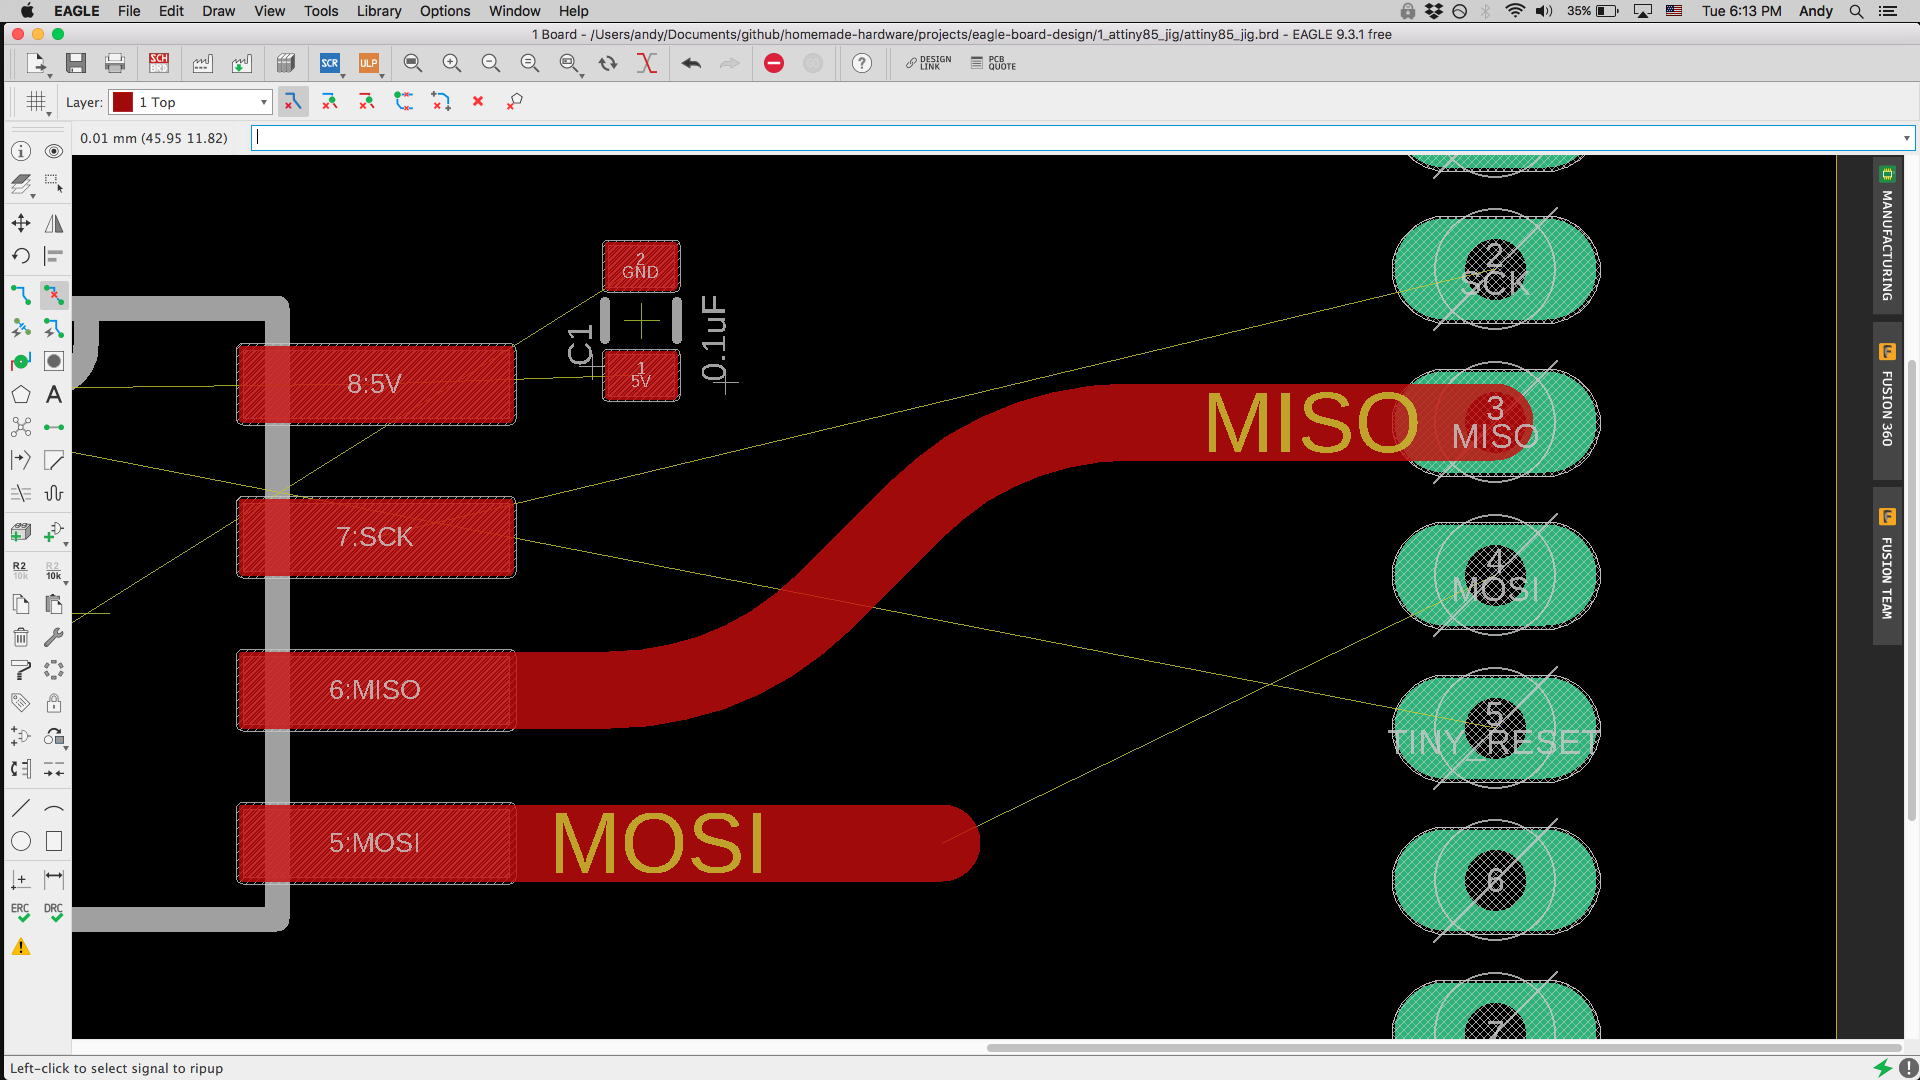 EAGLE File Edit Draw View Tools Library Options Window Help
35% Tue 6:13 PM Andy
1 Board - /Users/andy/Documents/github/homemade-hardware/projects/eagle-board-design/1_attiny85_jig/attiny85_jig.brd - EAGLE 9.3.1 free
SCH
BRD
SCR
ULP
DESIGN
LINK
PCB
QUOTE
Layer: 1 Top
0.01 mm (45.95 11.82)
MANUFACTURING
FUSION 360
FUSION TEAM
R2
10k
R2
10k
ERC
DRC
2
GND
C1
0.1uF
1
5V
8:5V
7:SCK
6:MISO
5:MOSI
MISO
MOSI
2
SCK
3
MISO
4
MOSI
5
TINY_RESET
6
7
Left-click to select signal to ripup